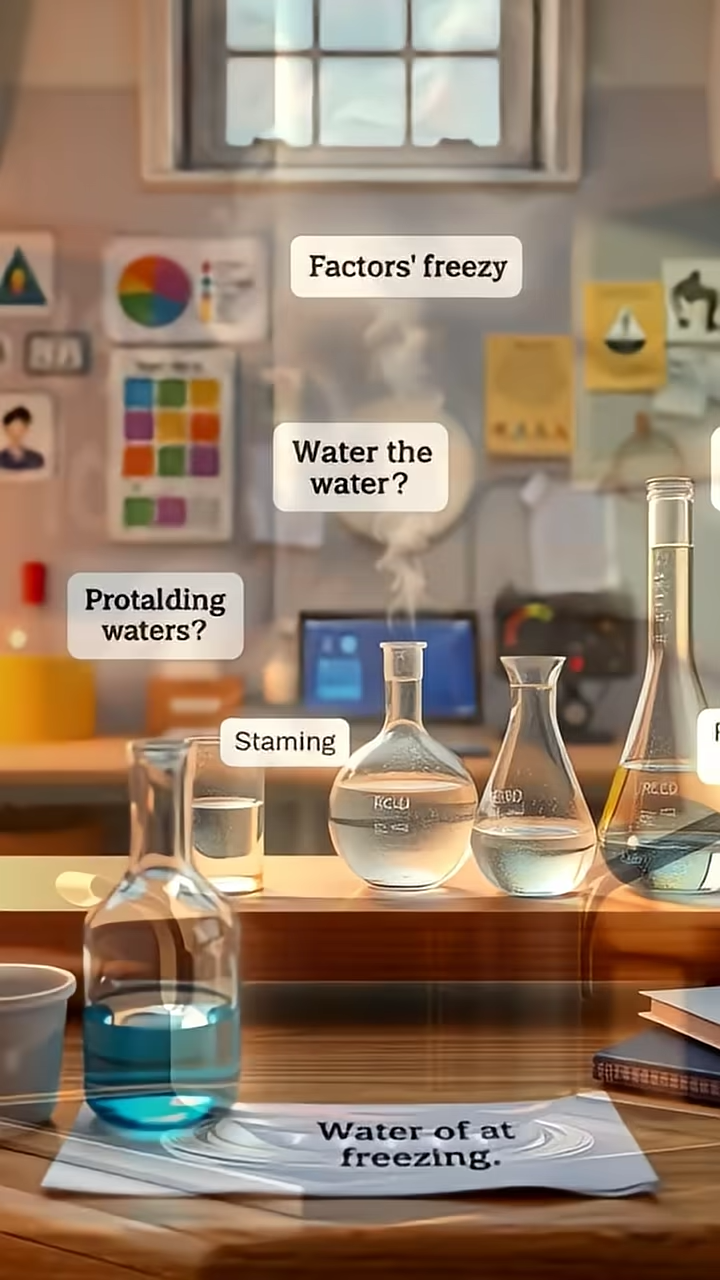 Factors' freezy
Water the
water?
Protalding
waters?
Staming
Water of at
freezing.